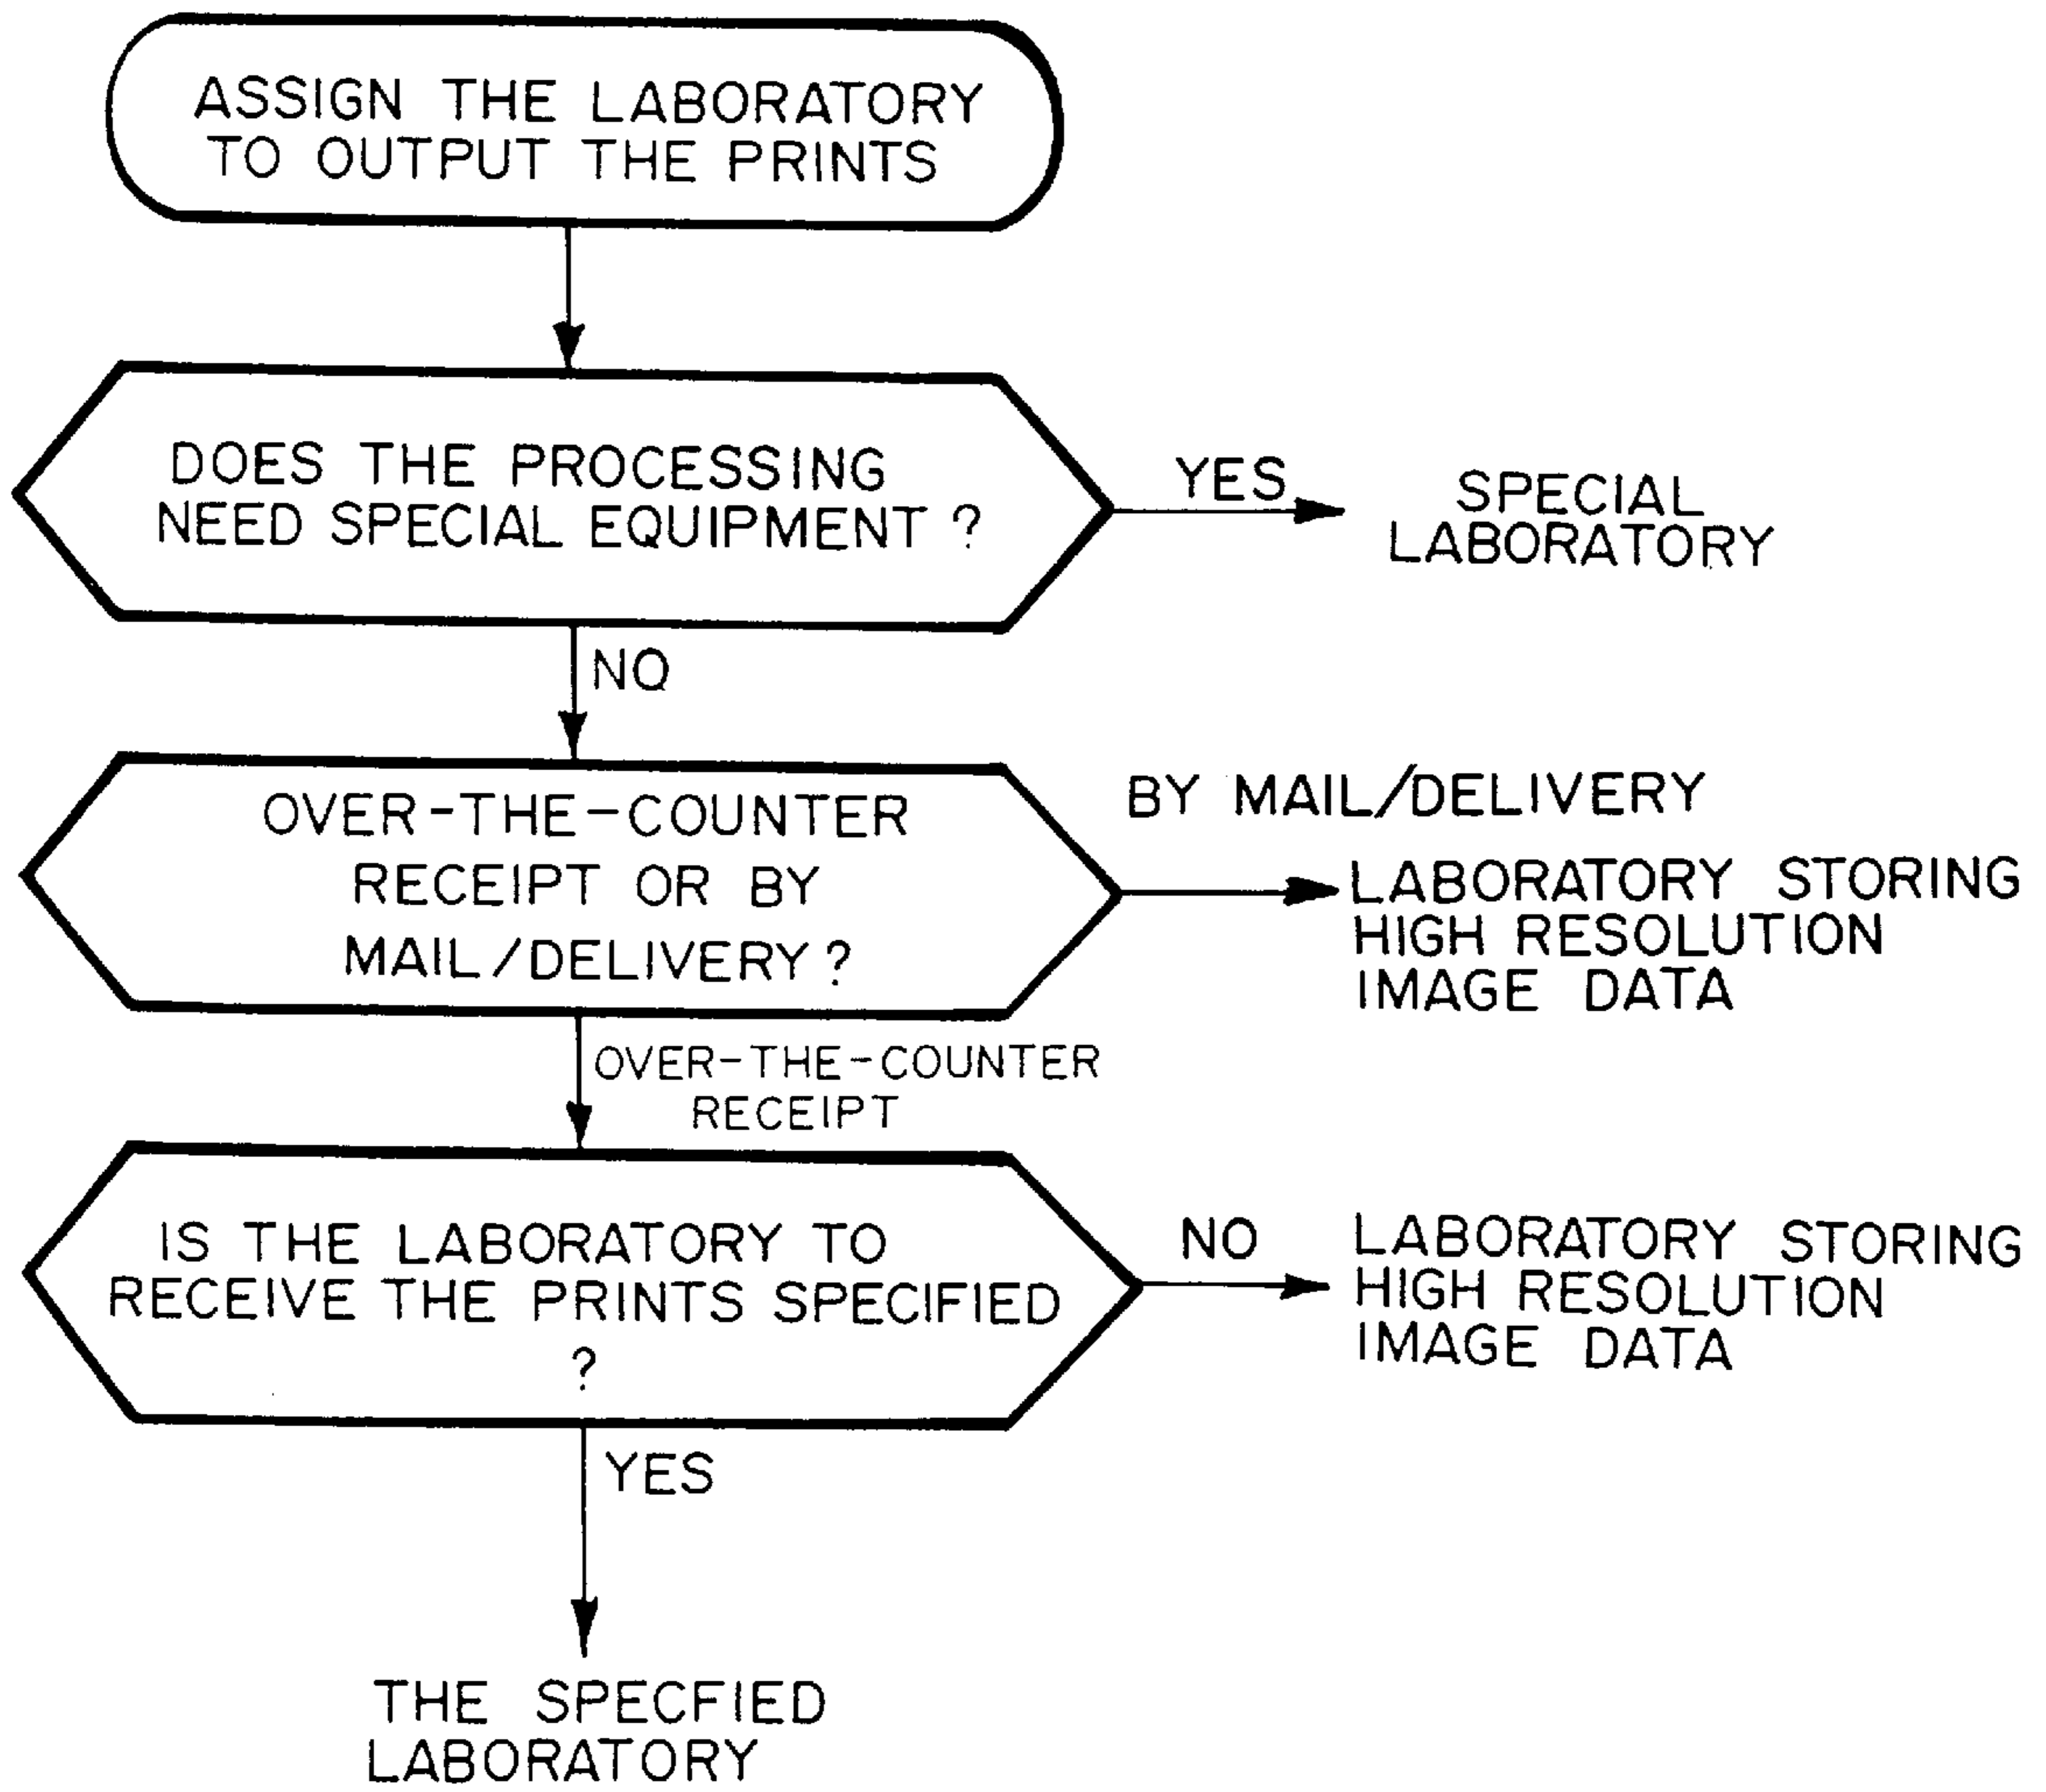 ASSIGN THE LABORATORY
TO OUTPUT THE PRINTS
DOES THE PROCESSING
NEED SPECIAL EQUIPMENT ?
YES
SPECIAL
LABORATORY
NO
OVER-THE-COUNTER
RECEIPT OR BY
MAIL/DELIVERY ?
BY MAIL/DELIVERY
LABORATORY STORING
HIGH RESOLUTION
IMAGE DATA
OVER-THE-COUNTER
RECEIPT
IS THE LABORATORY TO
RECEIVE THE PRINTS SPECIFIED
?
NO
LABORATORY STORING
HIGH RESOLUTION
IMAGE DATA
YES
THE SPECFIED
LABORATORY